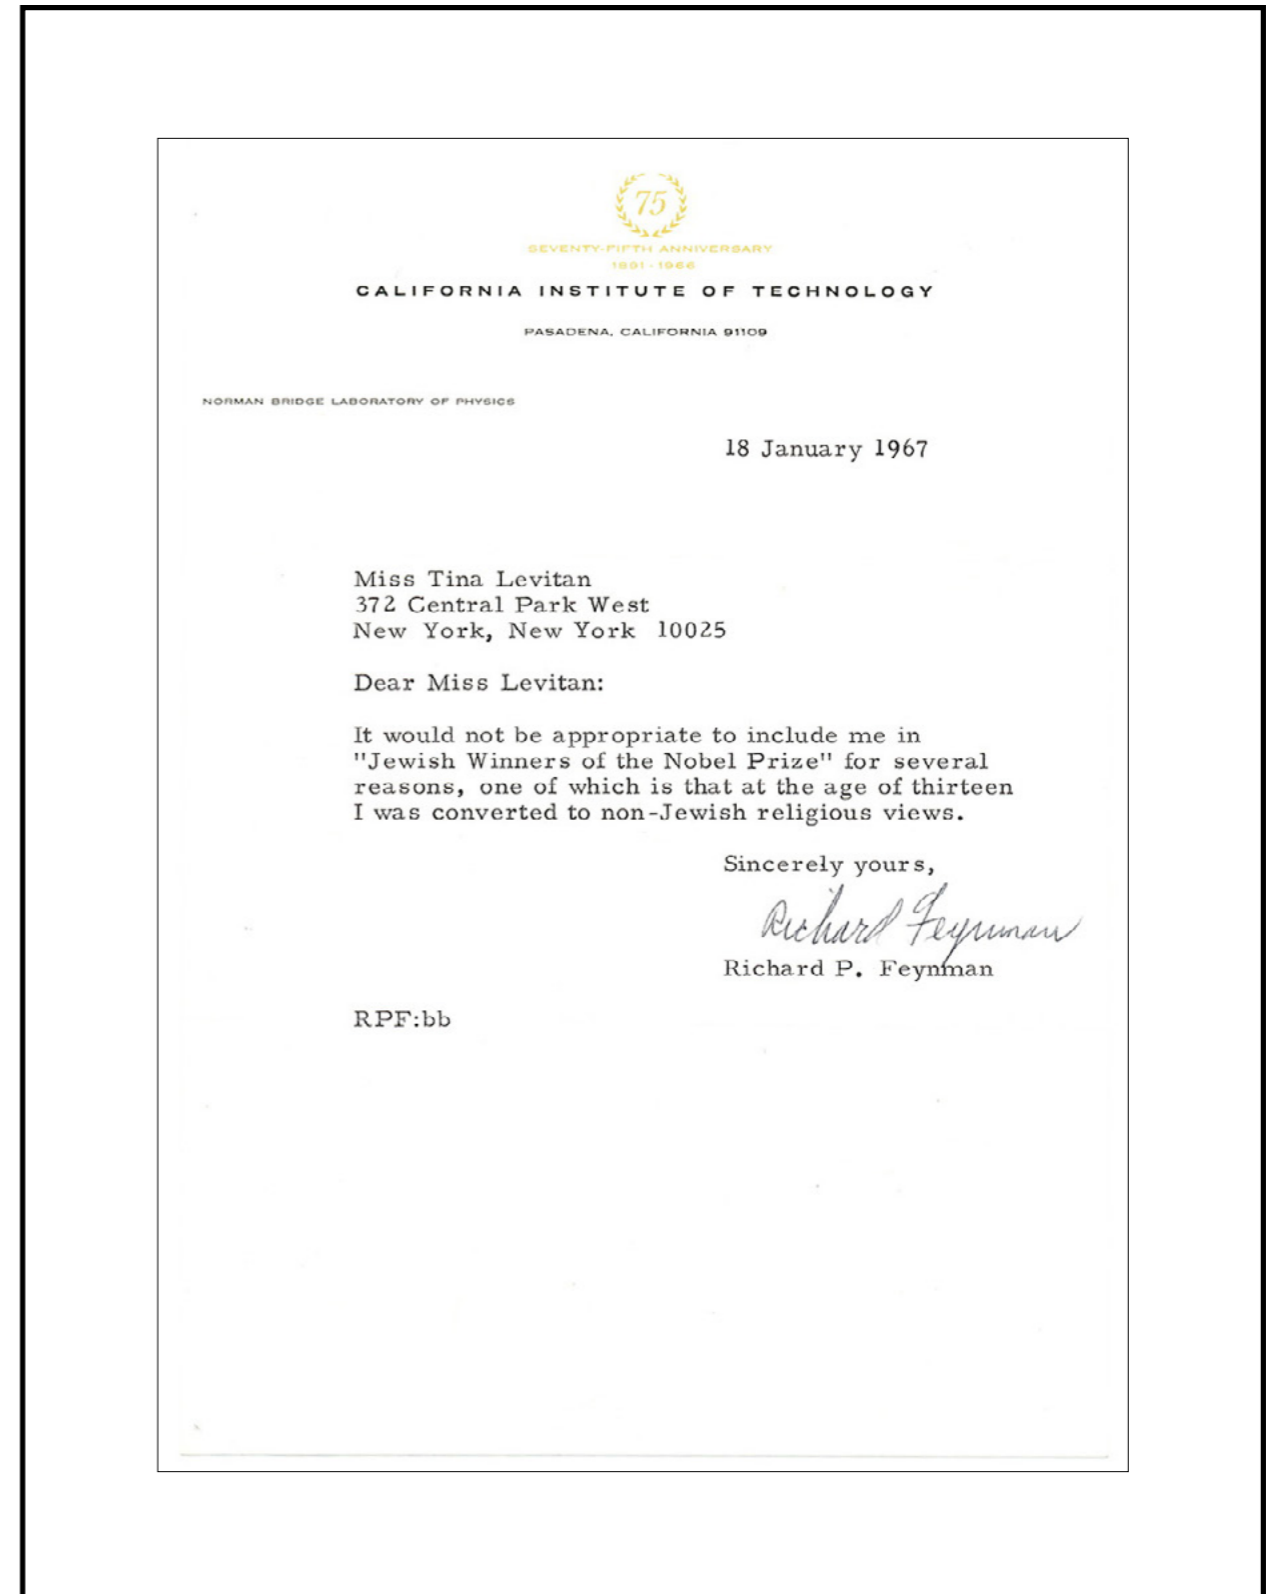 75
SEVENTY-FIFTH ANNIVERSARY
1891-1966
CALIFORNIA INSTITUTE OF TECHNOLOGY
PASADENA, CALIFORNIA 91109
NORMAN BRIDGE LABORATORY OF PHYSICS
18 January 1967
Miss Tina Levitan
372 Central Park West
New York, New York 10025
Dear Miss Levitan:
It would not be appropriate to include me in
"Jewish Winners of the Nobel Prize" for several
reasons, one of which is that at the age of thirteen
I was converted to non-Jewish religious views.
Sincerely yours,
Richard Feynman
Richard P. Feynman
RPF:bb